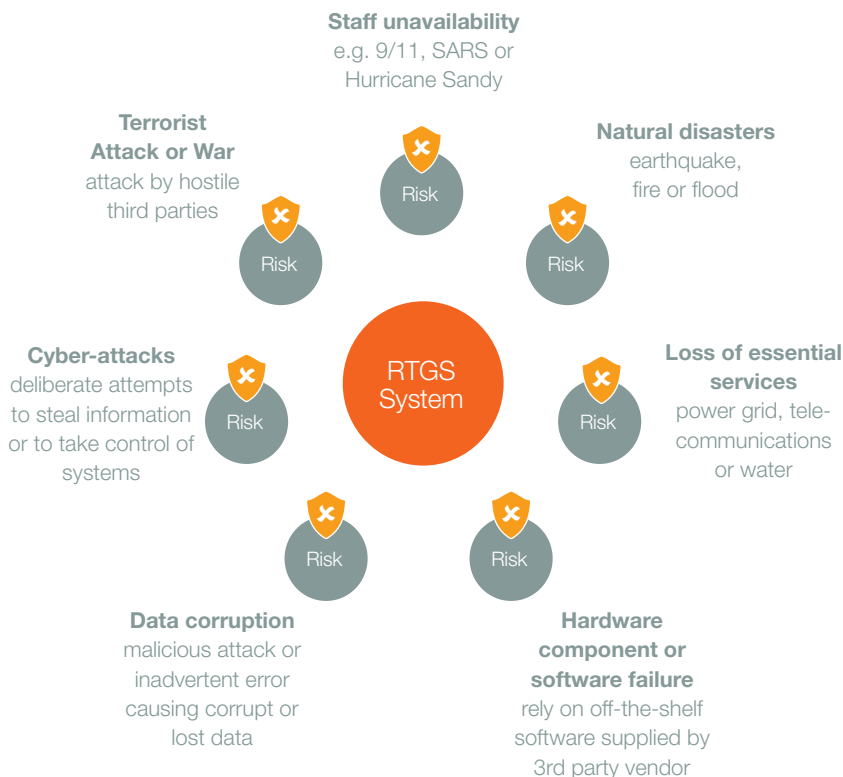 Staff unavailability
e.g. 9/11, SARS or
Hurricane Sandy
Risk
Natural disasters
earthquake,
fire or flood
Risk
Loss of essential
services
power grid, tele-
communications
or water
Risk
Hardware
component or
software failure
rely on off-the-shelf
software supplied by
3rd party vendor
Risk
Data corruption
malicious attack or
inadvertent error
causing corrupt or
lost data
Risk
Cyber-attacks
deliberate attempts
to steal information
or to take control of
systems
Risk
Terrorist
Attack or War
attack by hostile
third parties
Risk
RTGS
System